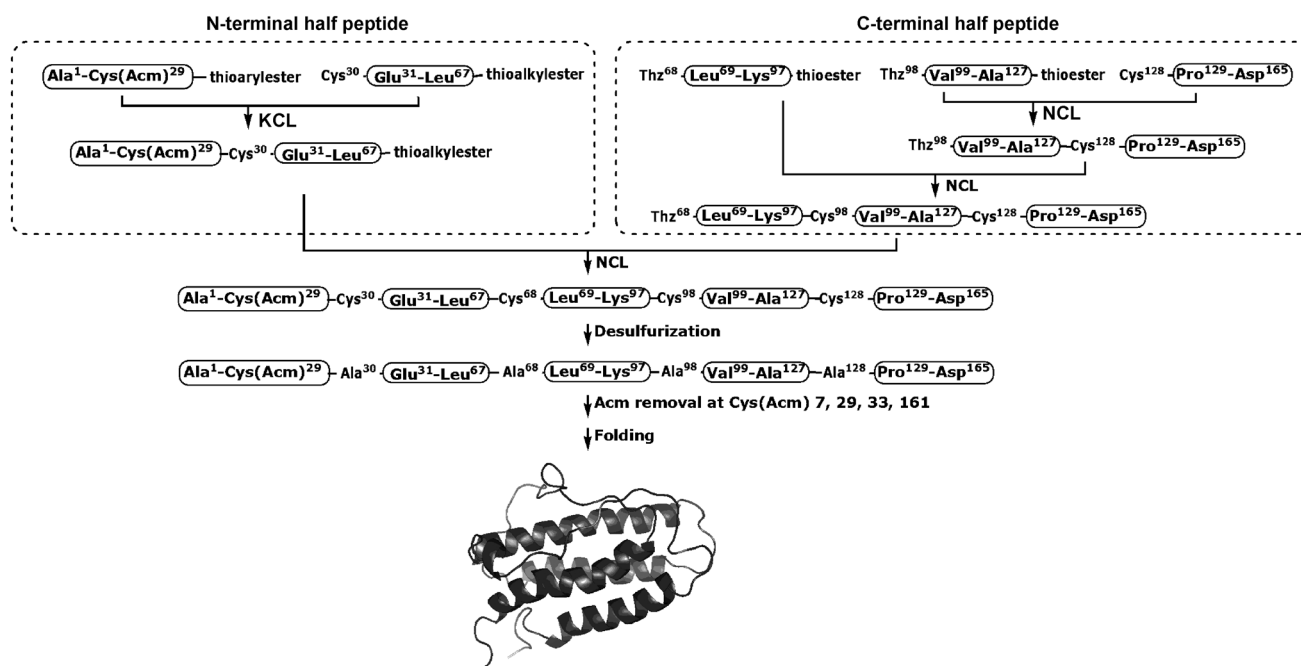 N-terminal half peptide
C-terminal half peptide
Ala¹-Cys(Acm)²⁹ thioarylester Cys³⁰ Glu³¹-Leu⁶⁷ thioalkylester
KCL
Ala¹-Cys(Acm)²⁹ Cys³⁰ Glu³¹-Leu⁶⁷ thioalkylester
Thz⁶⁸ Leu⁶⁹-Lys⁹⁷ thioester Thz⁹⁸ Val⁹⁹-Ala¹²⁷ thioester Cys¹²⁸ Pro¹²⁹-Asp¹⁶⁵
NCL
Thz⁹⁸ Val⁹⁹-Ala¹²⁷ Cys¹²⁸ Pro¹²⁹-Asp¹⁶⁵
NCL
Thz⁶⁸ Leu⁶⁹-Lys⁹⁷ Cys⁹⁸ Val⁹⁹-Ala¹²⁷ Cys¹²⁸ Pro¹²⁹-Asp¹⁶⁵
NCL
Ala¹-Cys(Acm)²⁹ Cys³⁰ Glu³¹-Leu⁶⁷ Cys⁶⁸ Leu⁶⁹-Lys⁹⁷ Cys⁹⁸ Val⁹⁹-Ala¹²⁷ Cys¹²⁸ Pro¹²⁹-Asp¹⁶⁵
Desulfurization
Ala¹-Cys(Acm)²⁹ Ala³⁰ Glu³¹-Leu⁶⁷ Ala⁶⁸ Leu⁶⁹-Lys⁹⁷ Ala⁹⁸ Val⁹⁹-Ala¹²⁷ Ala¹²⁸ Pro¹²⁹-Asp¹⁶⁵
Acm removal at Cys(Acm) 7, 29, 33, 161
Folding